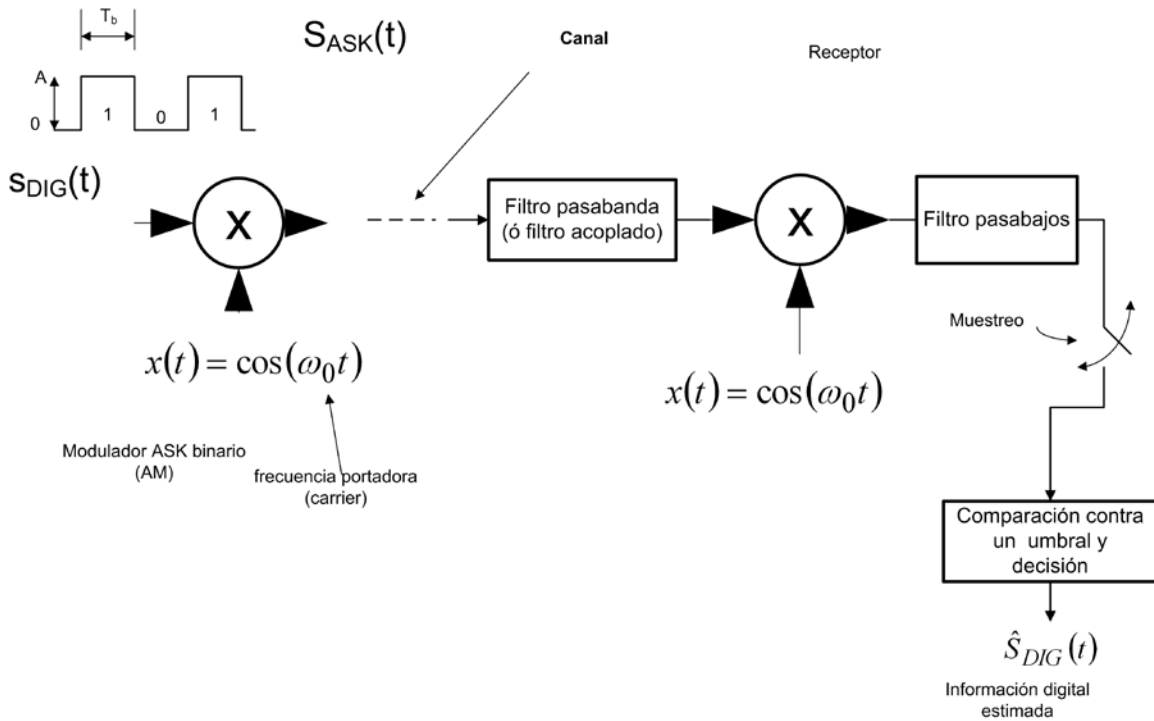 T_b
S_ASK(t)
Canal
Receptor
A
0
1
0
1
s_DIG(t)
X
Filtro pasabanda
(ó filtro acoplado)
X
Filtro pasabajos
Muestreo
x(t) = cos(ω_0 t)
x(t) = cos(ω_0 t)
Modulador ASK binario
(AM)
frecuencia portadora
(carrier)
Comparación contra
un umbral y
decisión
Ŝ_DIG(t)
Información digital
estimada